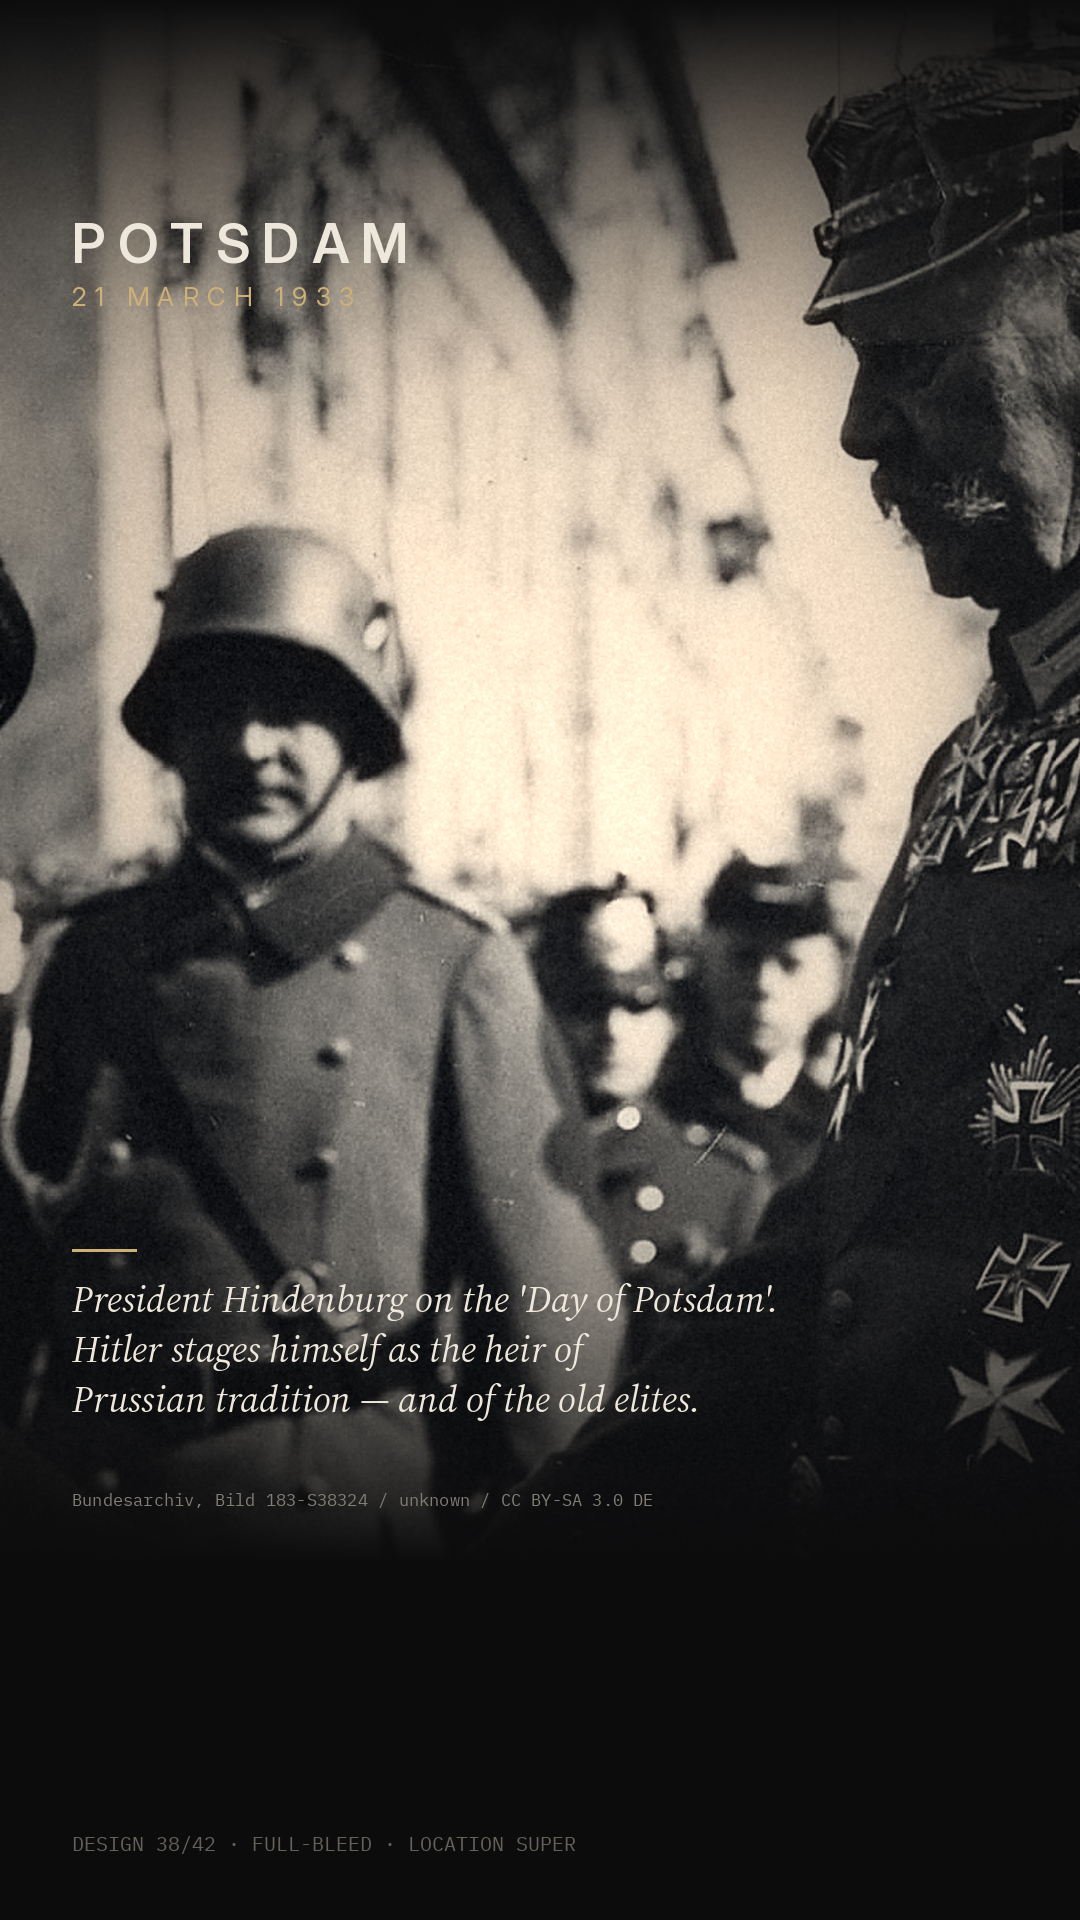 POTSDAM
21 MARCH 1933
President Hindenburg on the 'Day of Potsdam'.
Hitler stages himself as the heir of
Prussian tradition — and of the old elites.
Bundesarchiv, Bild 183-S38324 / unknown / CC BY-SA 3.0 DE
DESIGN 38/42 · FULL-BLEED · LOCATION SUPER